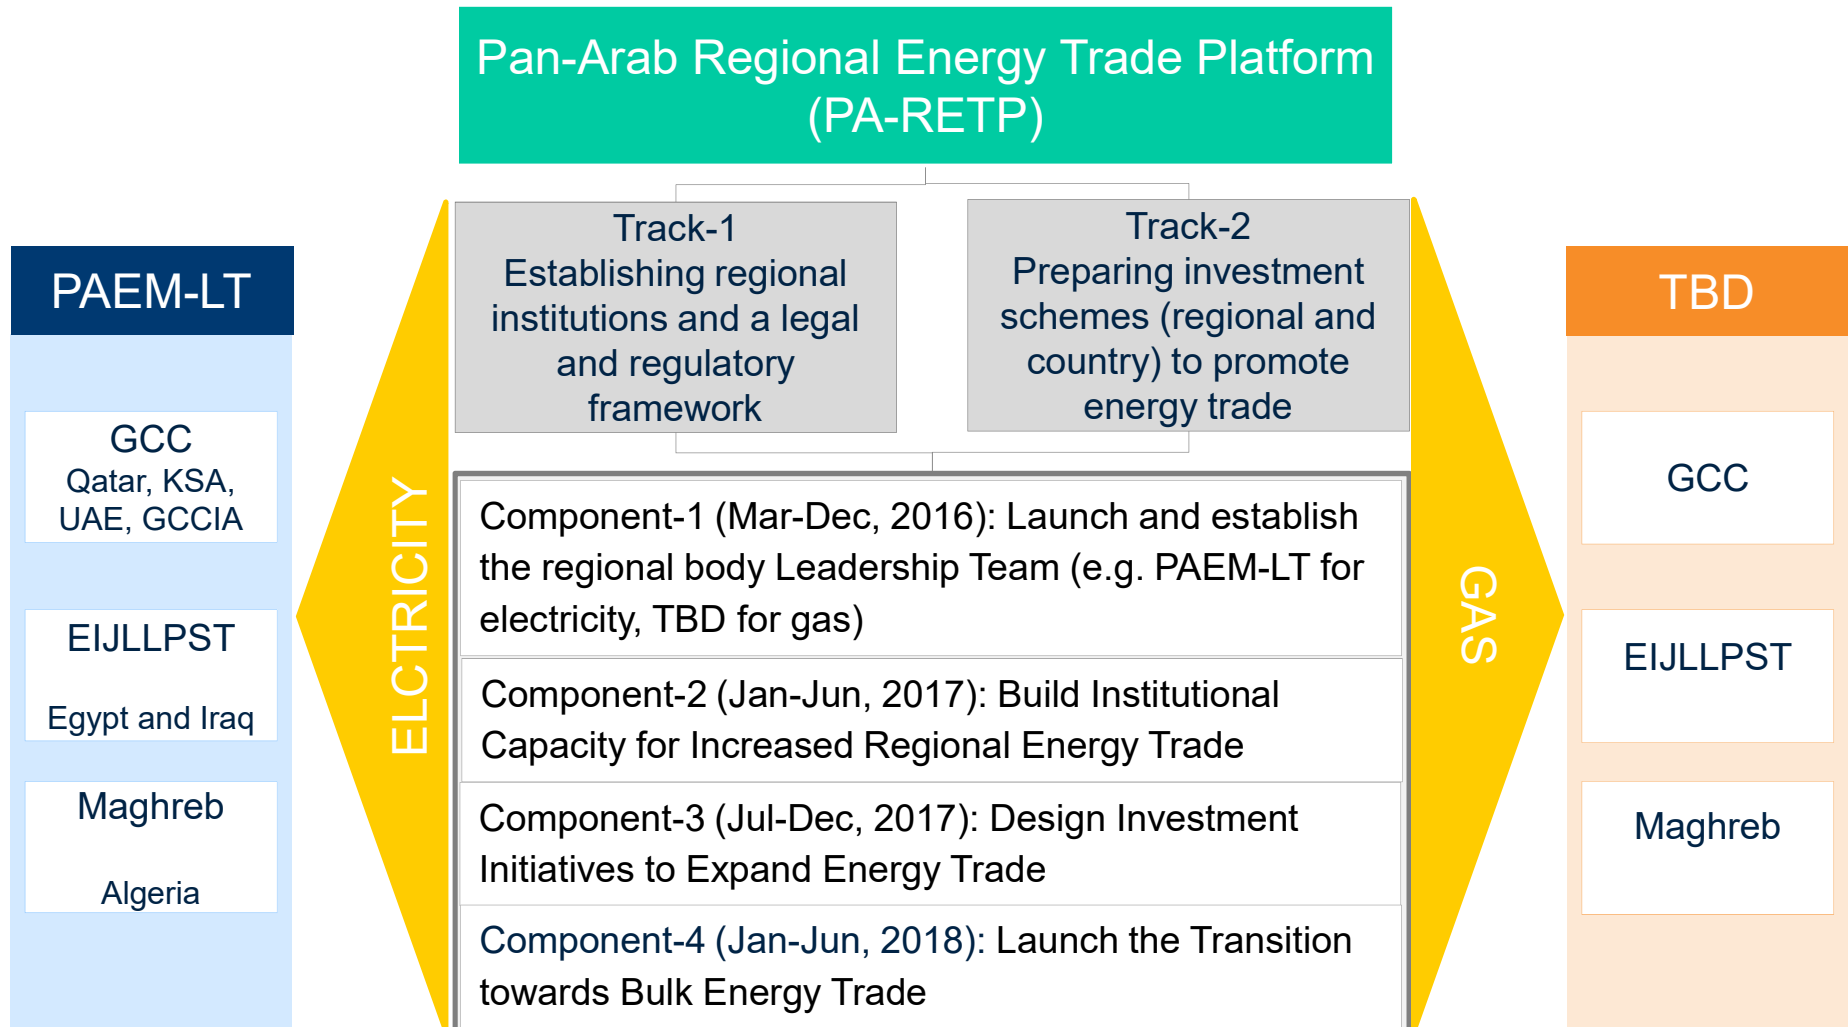 Pan-Arab Regional Energy Trade Platform
(PA-RETP)
Track-1
Establishing regional
institutions and a legal
and regulatory
framework
Track-2
Preparing investment
schemes (regional and
country) to promote
energy trade
PAEM-LT
GCC
Qatar, KSA,
UAE, GCCIA
EIJLLPST
Egypt and Iraq
Maghreb
Algeria
ELCTRICITY
Component-1 (Mar-Dec, 2016): Launch and establish
the regional body Leadership Team (e.g. PAEM-LT for
electricity, TBD for gas)
Component-2 (Jan-Jun, 2017): Build Institutional
Capacity for Increased Regional Energy Trade
Component-3 (Jul-Dec, 2017): Design Investment
Initiatives to Expand Energy Trade
Component-4 (Jan-Jun, 2018): Launch the Transition
towards Bulk Energy Trade
GAS
TBD
GCC
EIJLLPST
Maghreb